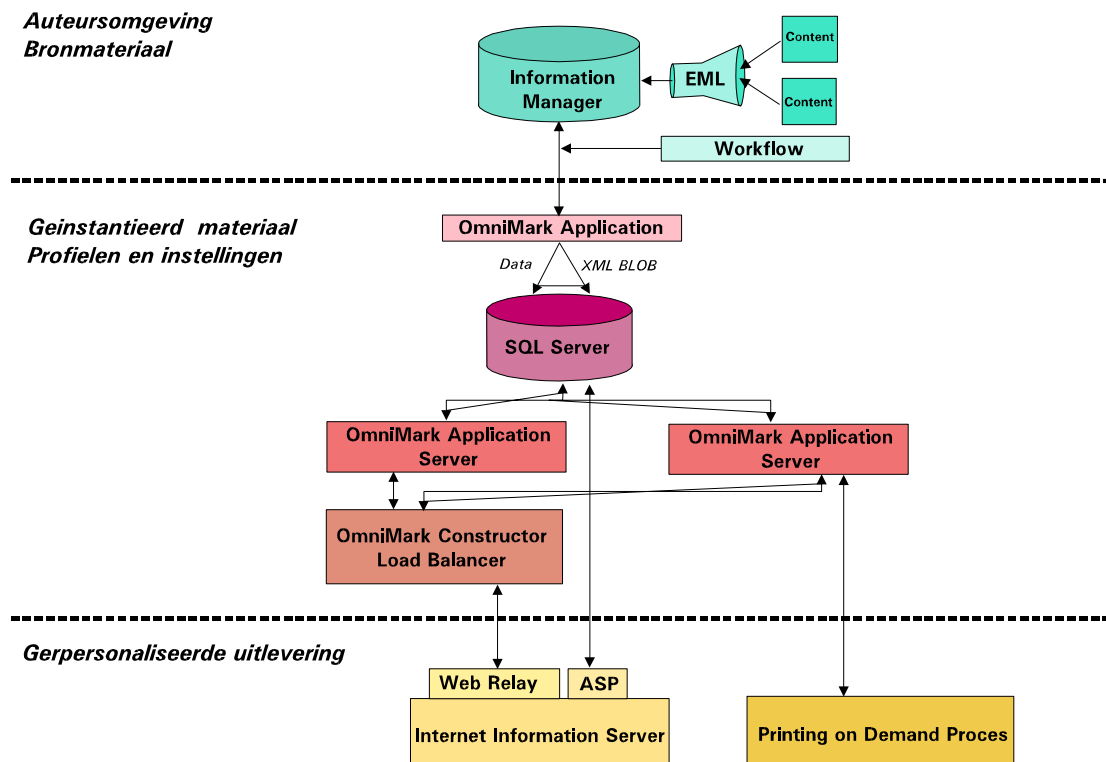 Auteursomgeving
Bronmateriaal
Information
Manager
EML
Content
Content
Workflow
Geinstantieerd materiaal
Profielen en instellingen
OmniMark Application
Data
XML BLOB
SQL Server
OmniMark Application
Server
OmniMark Application
Server
OmniMark Constructor
Load Balancer
Gerpersonaliseerde uitlevering
Web Relay
ASP
Internet Information Server
Printing on Demand Proces